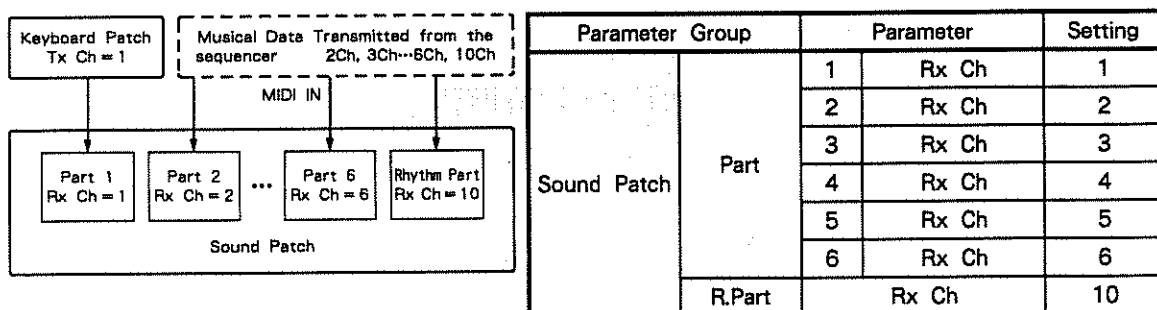 Keyboard Patch
Tx Ch = 1
Musical Data Transmitted from the
sequencer 2Ch, 3Ch···6Ch, 10Ch
MIDI IN
Part 1
Rx Ch = 1
Part 2
Rx Ch = 2
···
Part 6
Rx Ch = 6
Rhythm Part
Rx Ch = 10
Sound Patch
Parameter Group Parameter Setting
Sound Patch Part 1 Rx Ch 1
2 Rx Ch 2
3 Rx Ch 3
4 Rx Ch 4
5 Rx Ch 5
6 Rx Ch 6
R.Part Rx Ch 10